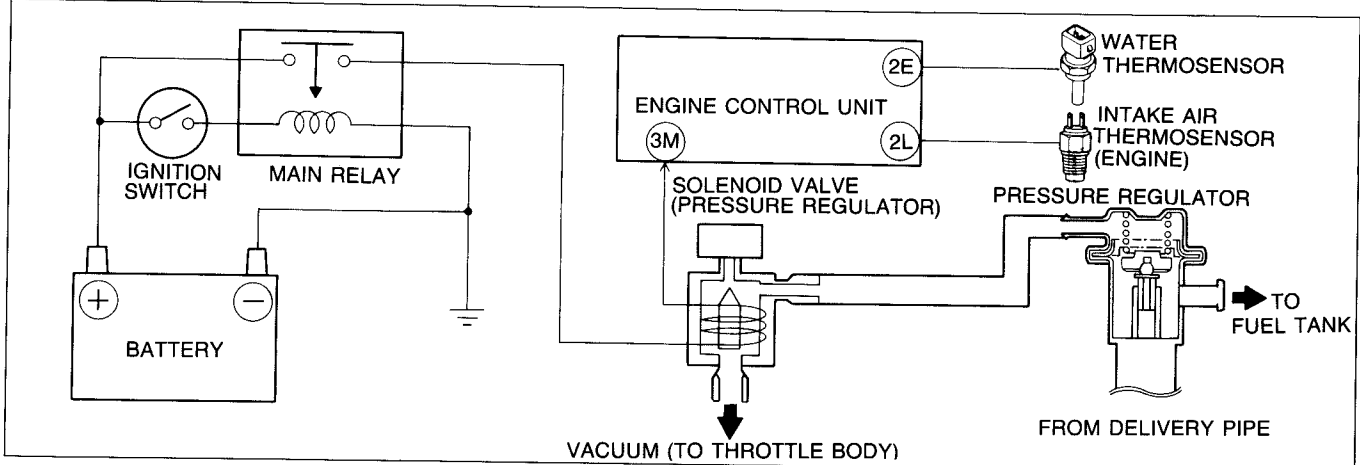 WATER
THERMOSENSOR
2E
ENGINE CONTROL UNIT
INTAKE AIR
THERMOSENSOR
(ENGINE)
3M
2L
IGNITION
SWITCH
MAIN RELAY
SOLENOID VALVE
(PRESSURE REGULATOR)
PRESSURE REGULATOR
+
−
BATTERY
TO
FUEL TANK
FROM DELIVERY PIPE
VACUUM (TO THROTTLE BODY)